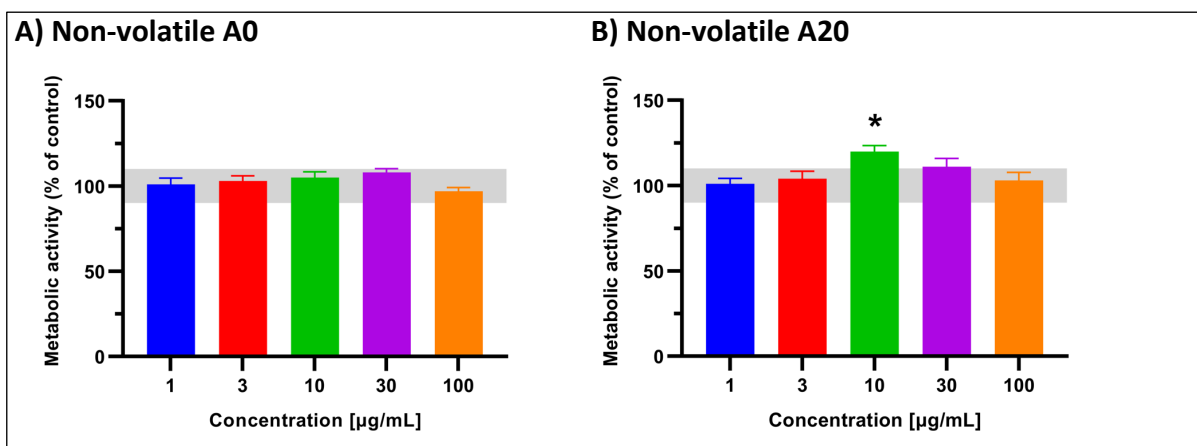 A) Non-volatile A0
Metabolic activity (% of control)
150
100
50
0
1 3 10 30 100
Concentration [µg/mL]
B) Non-volatile A20
Metabolic activity (% of control)
150
100
50
0
*
1 3 10 30 100
Concentration [µg/mL]